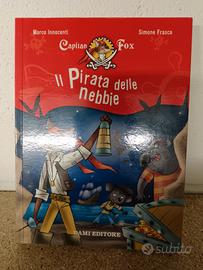 Marco Innocenti
Simone Frasca
Capitan Fox
Il Pirata delle
nebbie
DAMI EDITORE
subito